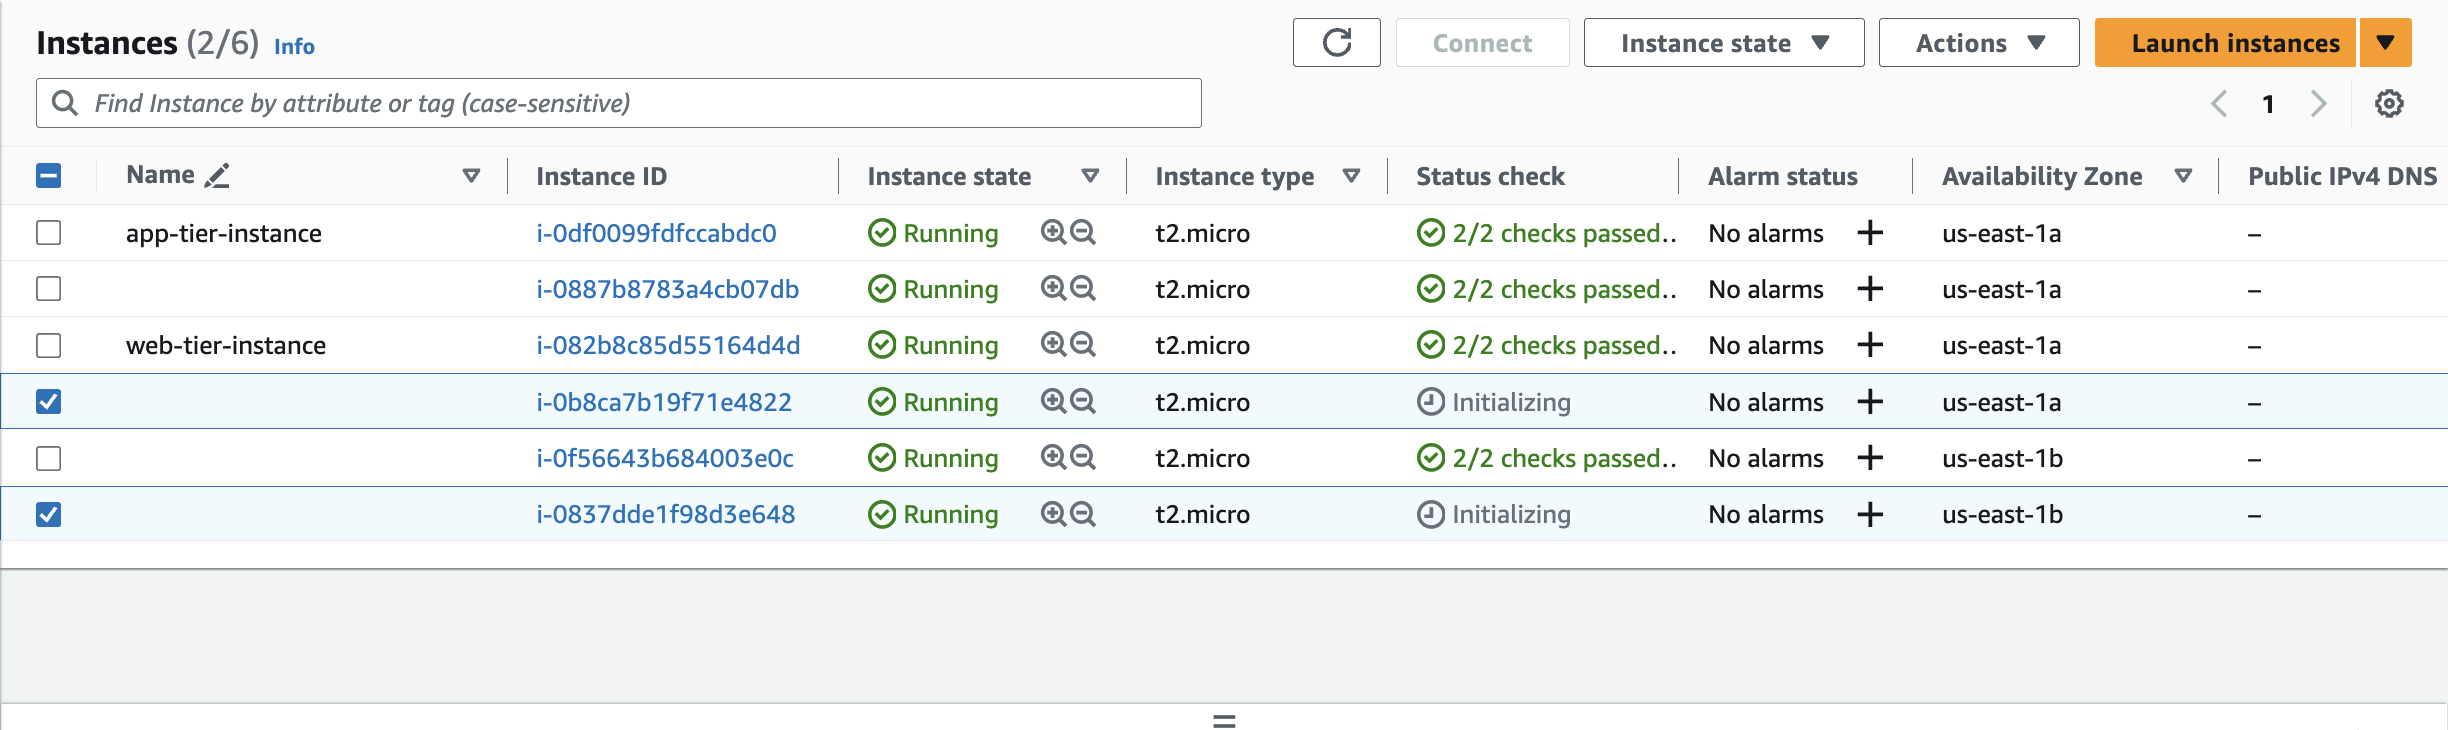 Instances (2/6) Info
Connect
Instance state
Actions
Launch instances
Find Instance by attribute or tag (case-sensitive)
1
Name Instance ID Instance state Instance type Status check Alarm status Availability Zone Public IPv4 DNS
app-tier-instance i-0df0099fdfccabdc0 Running t2.micro 2/2 checks passed.. No alarms + us-east-1a –
i-0887b8783a4cb07db Running t2.micro 2/2 checks passed.. No alarms + us-east-1a –
web-tier-instance i-082b8c85d55164d4d Running t2.micro 2/2 checks passed.. No alarms + us-east-1a –
i-0b8ca7b19f71e4822 Running t2.micro Initializing No alarms + us-east-1a –
i-0f56643b684003e0c Running t2.micro 2/2 checks passed.. No alarms + us-east-1b –
i-0837dde1f98d3e648 Running t2.micro Initializing No alarms + us-east-1b –